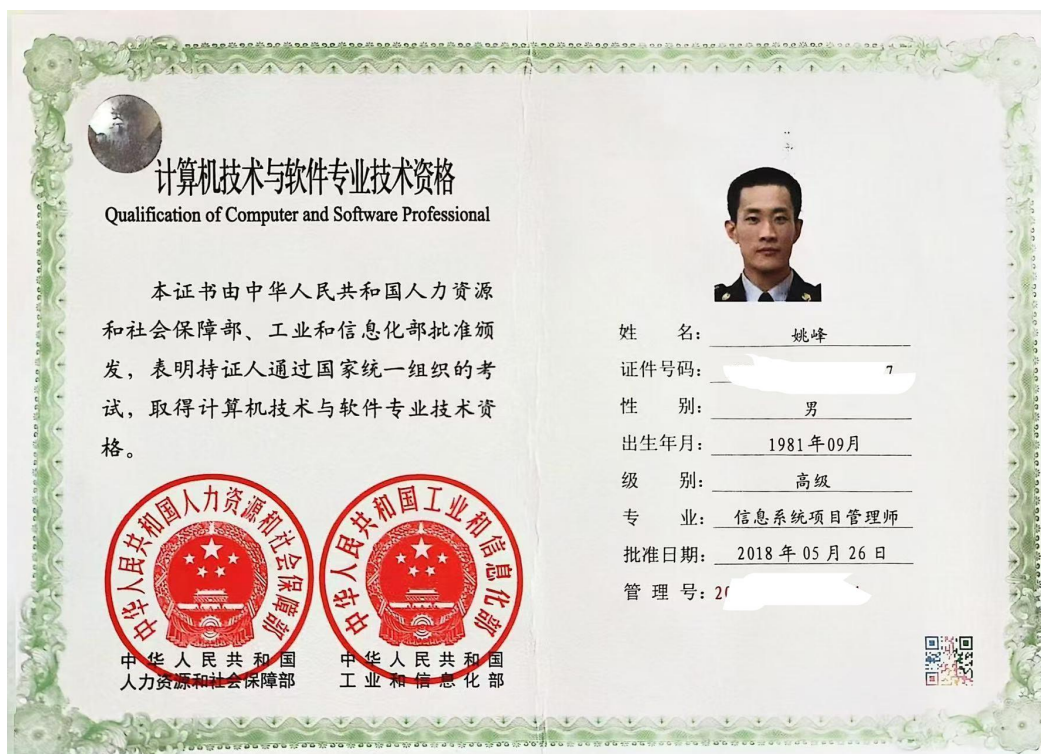 计算机技术与软件专业技术资格
Qualification of Computer and Software Professional
本证书由中华人民共和国人力资源
和社会保障部、工业和信息化部批准颁
发，表明持证人通过国家统一组织的考
试，取得计算机技术与软件专业技术资
格。
中华人民共和国人力资源和社会保障部
中华人民共和国
人力资源和社会保障部
中华人民共和国工业和信息化部
中华人民共和国
工业和信息化部
姓 名： 姚峰
证件号码： 7
性 别： 男
出生年月： 1981年09月
级 别： 高级
专 业： 信息系统项目管理师
批准日期： 2018 年 05 月 26 日
管 理 号： 20